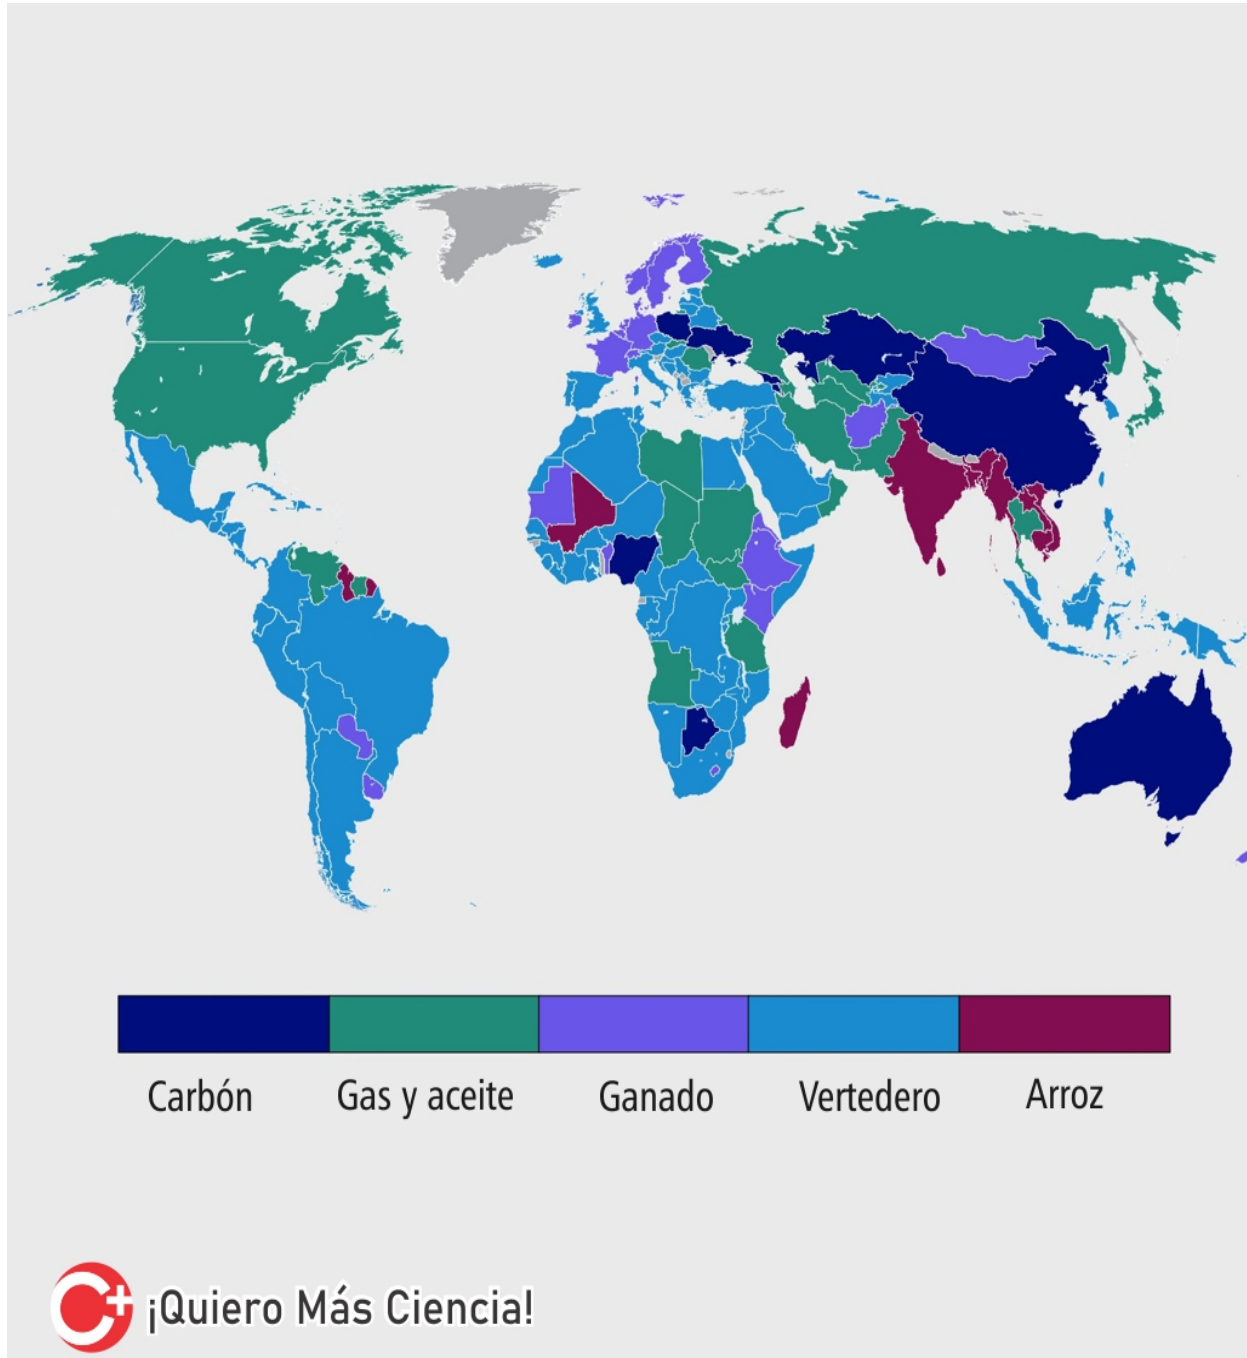 Carbón
Gas y aceite
Ganado
Vertedero
Arroz
C+ ¡Quiero Más Ciencia!